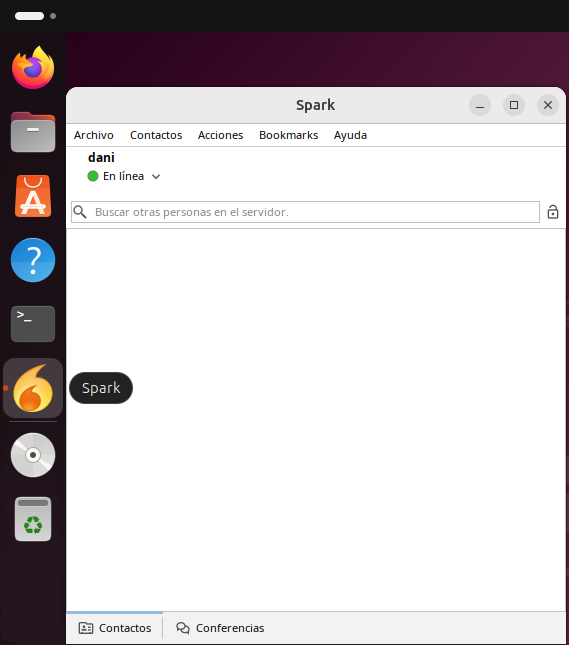 Spark
Archivo Contactos Acciones Bookmarks Ayuda
dani
En línea
Buscar otras personas en el servidor.
>_
?
A
Spark
Contactos Conferencias